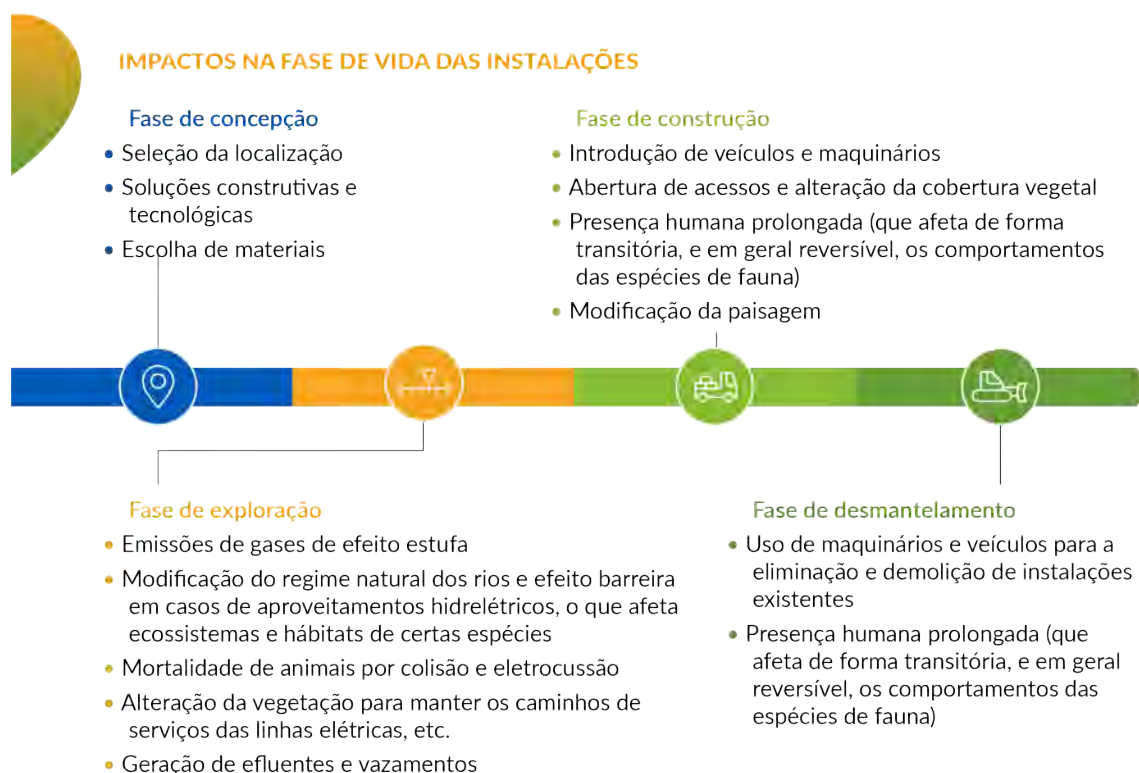 IMPACTOS NA FASE DE VIDA DAS INSTALAÇÕES
Fase de concepção
• Seleção da localização
• Soluções construtivas e
tecnológicas
• Escolha de materiais
Fase de construção
• Introdução de veículos e maquinários
• Abertura de acessos e alteração da cobertura vegetal
• Presença humana prolongada (que afeta de forma
transitória, e em geral reversível, os comportamentos
das espécies de fauna)
• Modificação da paisagem
Fase de exploração
• Emissões de gases de efeito estufa
• Modificação do regime natural dos rios e efeito barreira
em casos de aproveitamentos hidrelétricos, o que afeta
ecossistemas e hábitats de certas espécies
• Mortalidade de animais por colisão e eletrocussão
• Alteração da vegetação para manter os caminhos de
serviços das linhas elétricas, etc.
• Geração de efluentes e vazamentos
Fase de desmantelamento
• Uso de maquinários e veículos para a
eliminação e demolição de instalações
existentes
• Presença humana prolongada (que
afeta de forma transitória, e em geral
reversível, os comportamentos das
espécies de fauna)